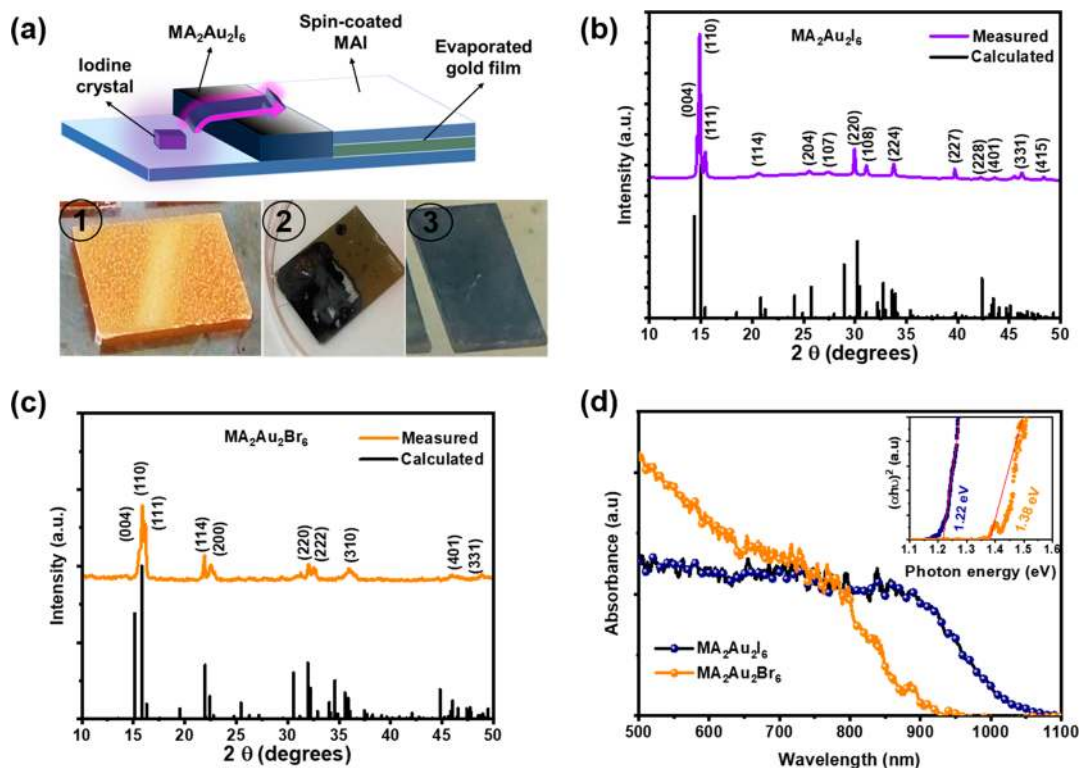 (a)
MA₂Au₂I₆
Spin-coated
MAI
Evaporated
gold film
Iodine
crystal
1
2
3
(b)
MA₂Au₂I₆
Measured
Calculated
(004)
(110)
(111)
(114)
(204)
(107)
(220)
(108)
(224)
(227)
(228)
(401)
(331)
(415)
Intensity (a.u.)
10 15 20 25 30 35 40 45 50
2 θ (degrees)
(c)
MA₂Au₂Br₆
Measured
Calculated
(004)
(110)
(111)
(114)
(200)
(220)
(222)
(310)
(401)
(331)
Intensity (a.u.)
10 15 20 25 30 35 40 45 50
2 θ (degrees)
(d)
(αhυ)² (a.u)
1.22 eV
1.38 eV
1.1 1.2 1.3 1.4 1.5 1.6
Photon energy (eV)
Absorbance (a.u)
MA₂Au₂I₆
MA₂Au₂Br₆
500 600 700 800 900 1000 1100
Wavelength (nm)